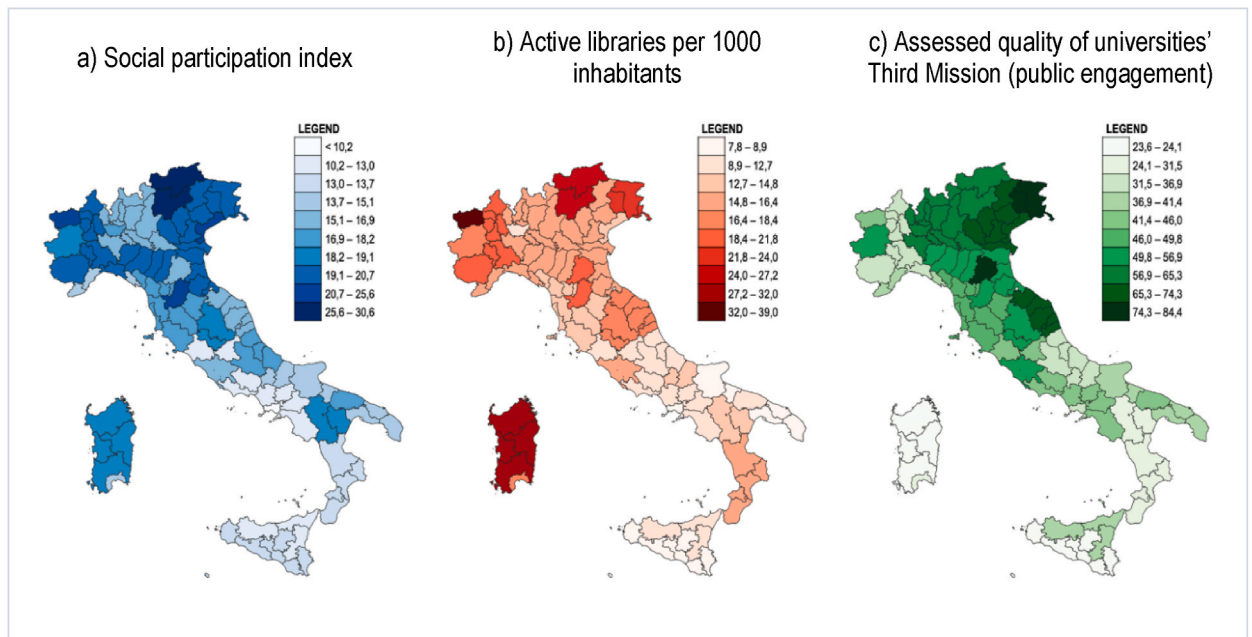 a) Social participation index
b) Active libraries per 1000
inhabitants
c) Assessed quality of universities’
Third Mission (public engagement)
LEGEND
< 10,2
10,2 – 13,0
13,0 – 13,7
13,7 – 15,1
15,1 – 16,9
16,9 – 18,2
18,2 – 19,1
19,1 – 20,7
20,7 – 25,6
25,6 – 30,6
LEGEND
7,8 – 8,9
8,9 – 12,7
12,7 – 14,8
14,8 – 16,4
16,4 – 18,4
18,4 – 21,8
21,8 – 24,0
24,0 – 27,2
27,2 – 32,0
32,0 – 39,0
LEGEND
23,6 – 24,1
24,1 – 31,5
31,5 – 36,9
36,9 – 41,4
41,4 – 46,0
46,0 – 49,8
49,8 – 56,9
56,9 – 65,3
65,3 – 74,3
74,3 – 84,4